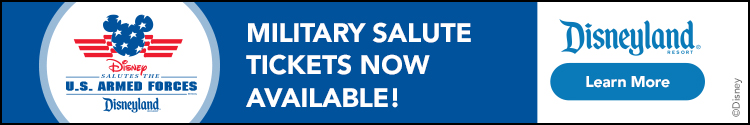 Disney
SALUTES THE
U.S. ARMED FORCES
Disneyland
MILITARY SALUTE
TICKETS NOW
AVAILABLE!
Disneyland
RESORT
Learn More
©Disney